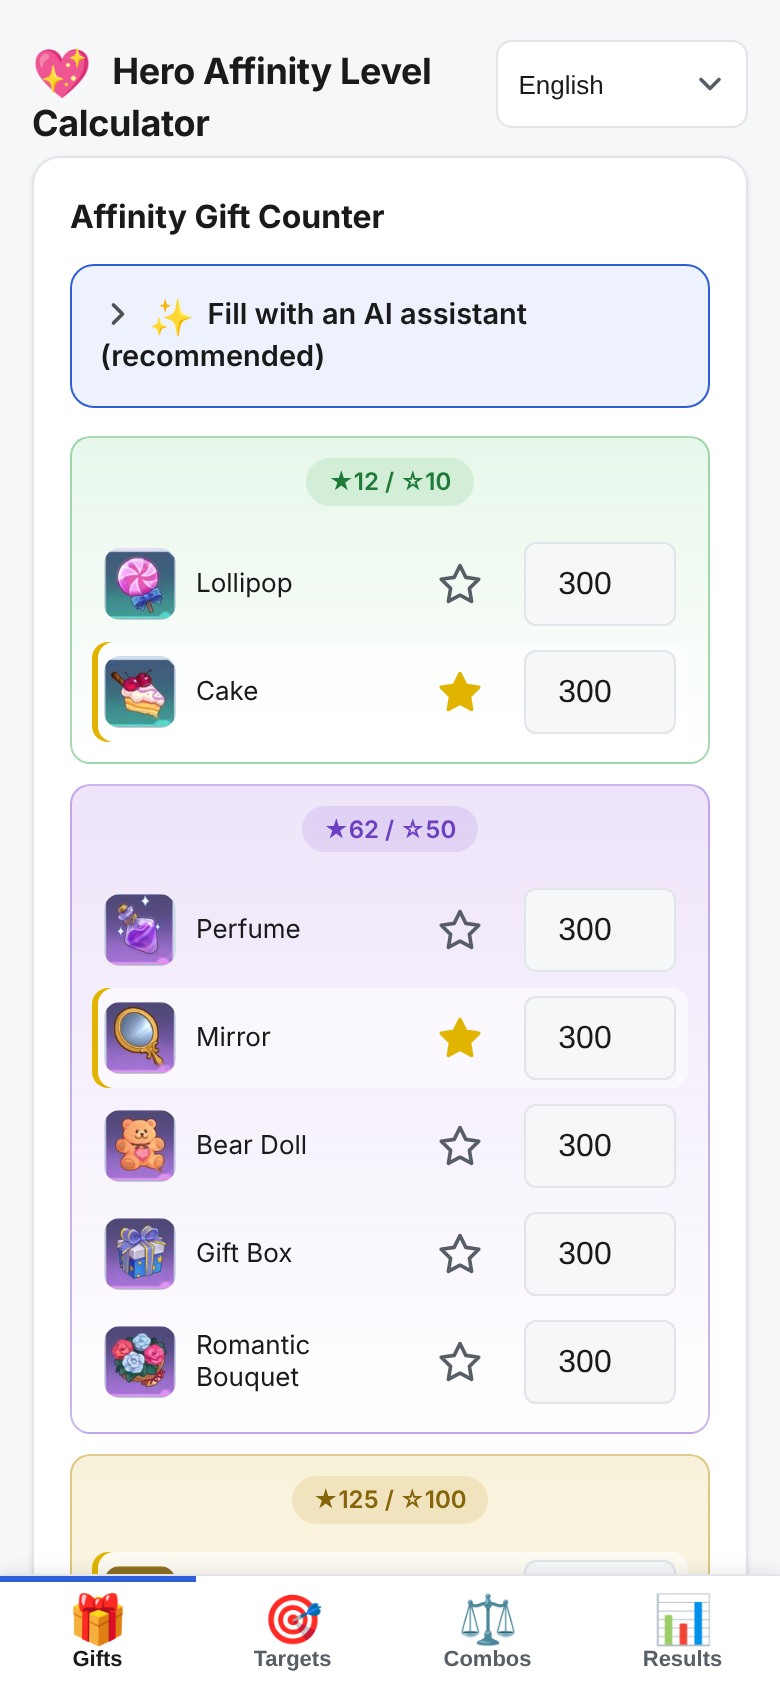 💖 Hero Affinity Level
Calculator
English
Affinity Gift Counter
✨ Fill with an AI assistant
(recommended)
★12 / ☆10
Lollipop
300
Cake
300
★62 / ☆50
Perfume
300
Mirror
300
Bear Doll
300
Gift Box
300
Romantic
Bouquet
300
★125 / ☆100
Gifts
Targets
Combos
Results